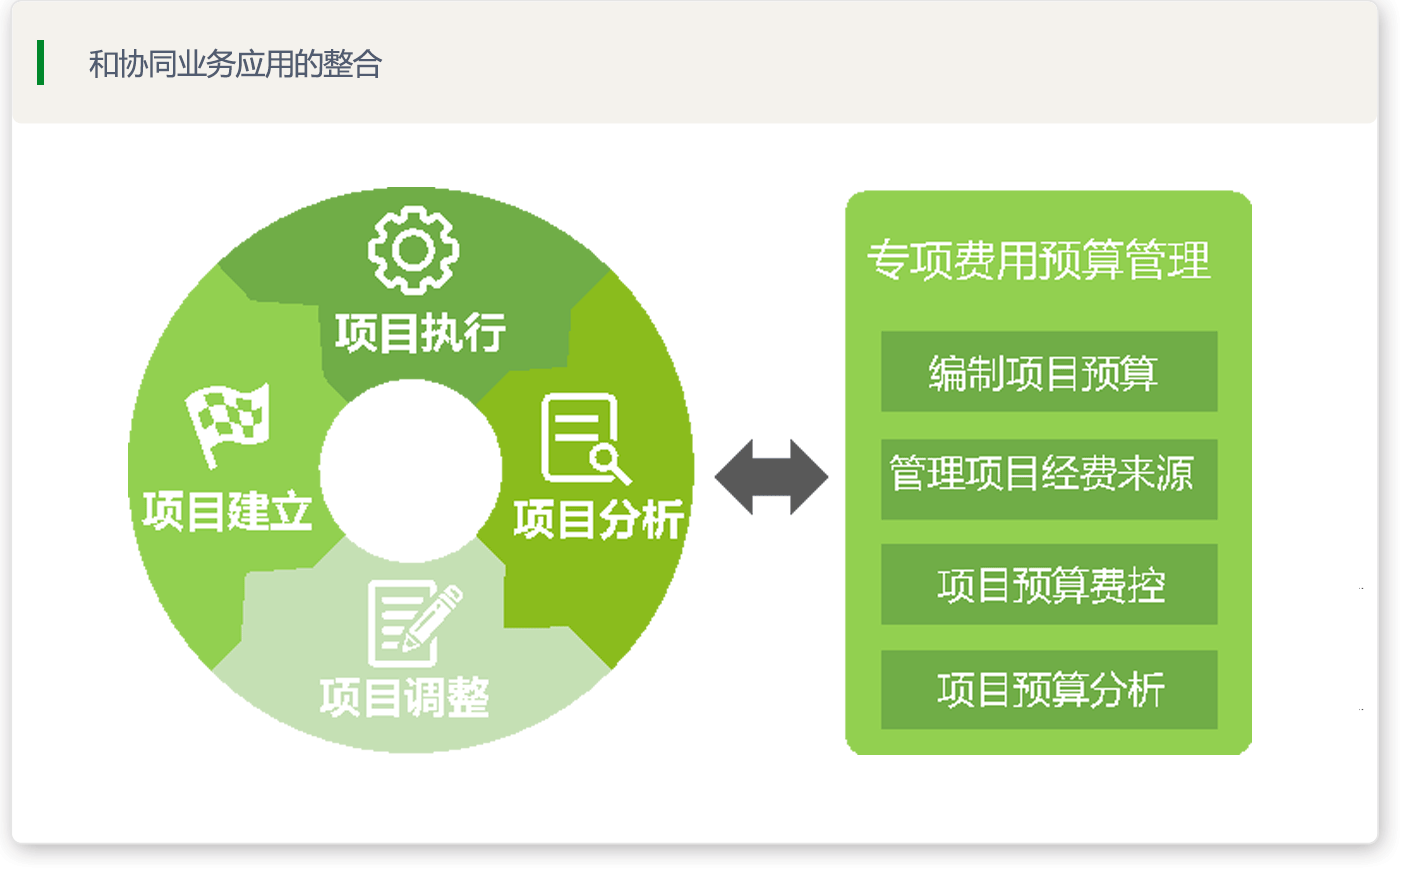 和协同业务应用的整合
项目执行
项目建立
项目分析
项目调整
专项费用预算管理
编制项目预算
管理项目经费来源
项目预算费控
项目预算分析